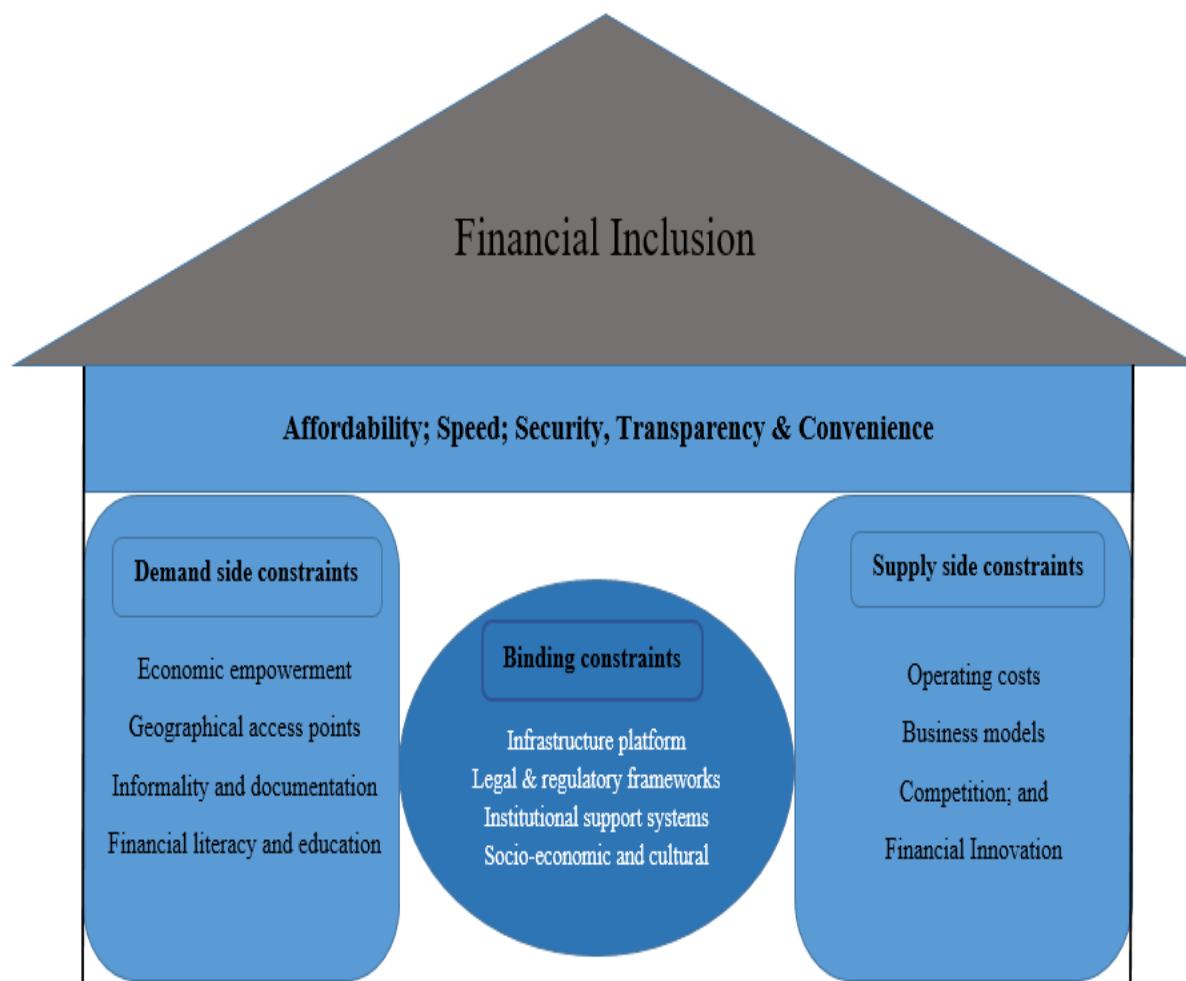 Financial Inclusion
Affordability; Speed; Security, Transparency & Convenience
Demand side constraints
Economic empowerment
Geographical access points
Informality and documentation
Financial literacy and education
Binding constraints
Infrastructure platform
Legal & regulatory frameworks
Institutional support systems
Socio-economic and cultural
Supply side constraints
Operating costs
Business models
Competition; and
Financial Innovation